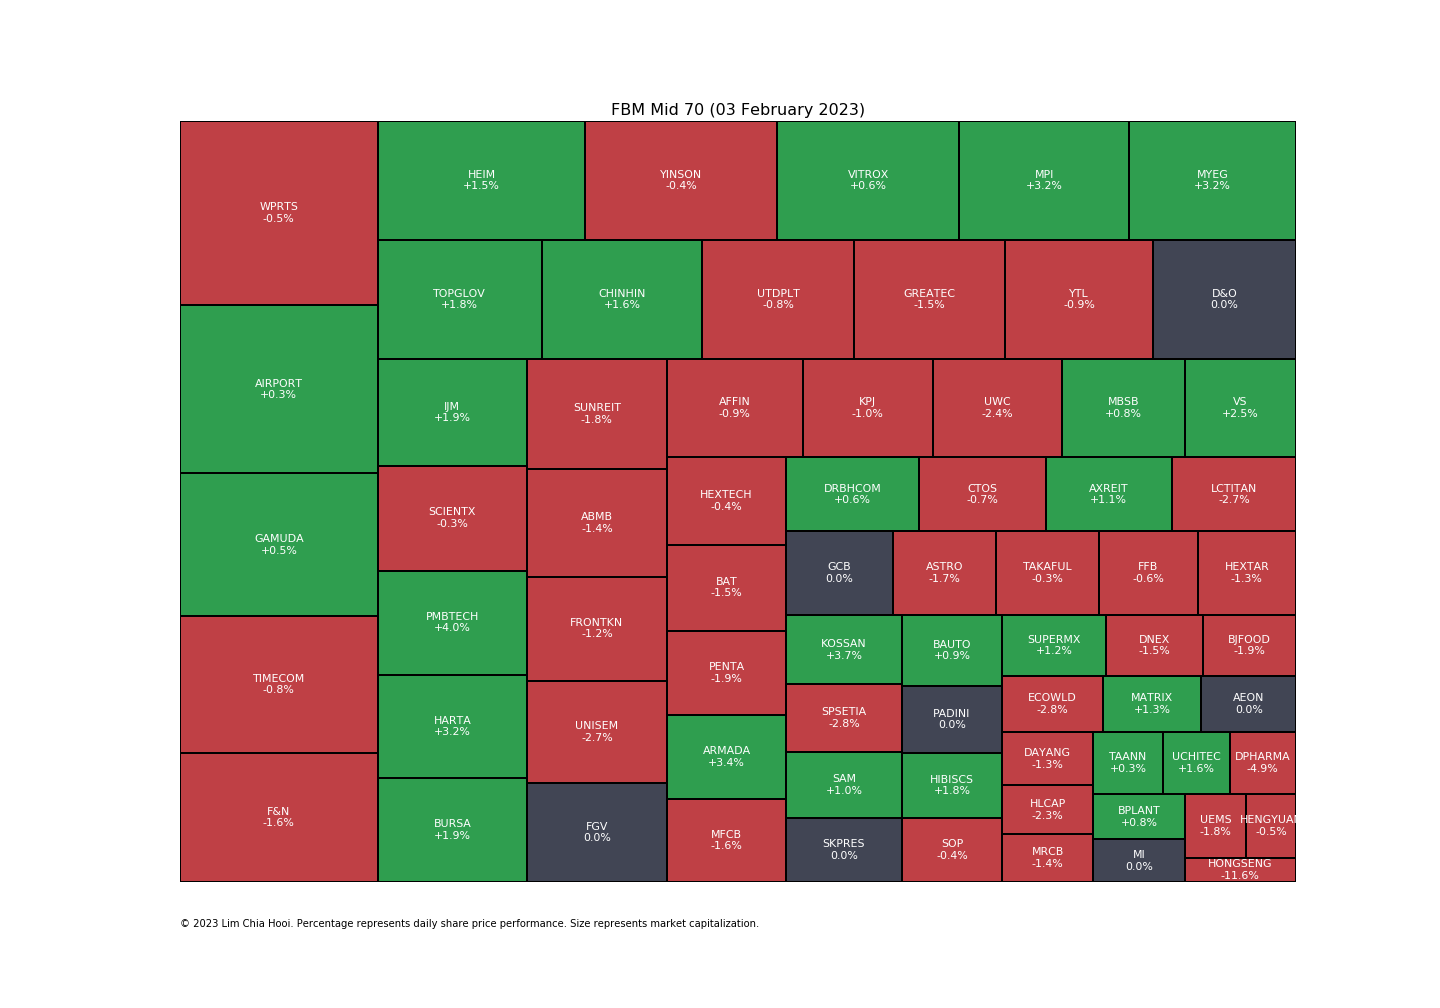 FBM Mid 70 (03 February 2023)
WPRTS
-0.5%
AIRPORT
+0.3%
GAMUDA
+0.5%
TIMECOM
-0.8%
F&N
-1.6%
HEIM
+1.5%
YINSON
-0.4%
VITROX
+0.6%
MPI
+3.2%
MYEG
+3.2%
TOPGLOV
+1.8%
CHINHIN
+1.6%
UTDPLT
-0.8%
GREATEC
-1.5%
YTL
-0.9%
D&O
0.0%
IJM
+1.9%
SCIENTX
-0.3%
PMBTECH
+4.0%
HARTA
+3.2%
BURSA
+1.9%
SUNREIT
-1.8%
ABMB
-1.4%
FRONTKN
-1.2%
UNISEM
-2.7%
FGV
0.0%
AFFIN
-0.9%
KPJ
-1.0%
UWC
-2.4%
MBSB
+0.8%
VS
+2.5%
HEXTECH
-0.4%
BAT
-1.5%
PENTA
-1.9%
ARMADA
+3.4%
MFCB
-1.6%
DRBHCOM
+0.6%
CTOS
-0.7%
AXREIT
+1.1%
LCTITAN
-2.7%
GCB
0.0%
ASTRO
-1.7%
TAKAFUL
-0.3%
FFB
-0.6%
HEXTAR
-1.3%
KOSSAN
+3.7%
SPSETIA
-2.8%
SAM
+1.0%
SKPRES
0.0%
BAUTO
+0.9%
PADINI
0.0%
HIBISCS
+1.8%
SOP
-0.4%
SUPERMX
+1.2%
DNEX
-1.5%
BJFOOD
-1.9%
ECOWLD
-2.8%
MATRIX
+1.3%
AEON
0.0%
DAYANG
-1.3%
HLCAP
-2.3%
MRCB
-1.4%
TAANN
+0.3%
UCHITEC
+1.6%
DPHARMA
-4.9%
BPLANT
+0.8%
MI
0.0%
UEMS
-1.8%
HENGYUAN
-0.5%
HONGSENG
-11.6%
© 2023 Lim Chia Hooi. Percentage represents daily share price performance. Size represents market capitalization.